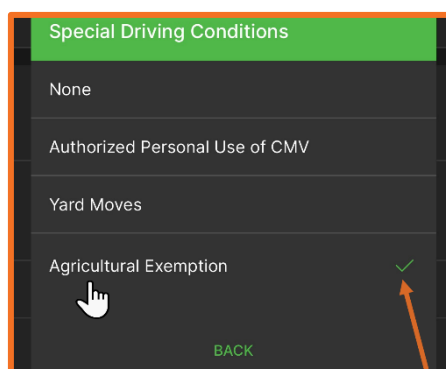 Special Driving Conditions
None
Authorized Personal Use of CMV
Yard Moves
Agricultural Exemption
BACK